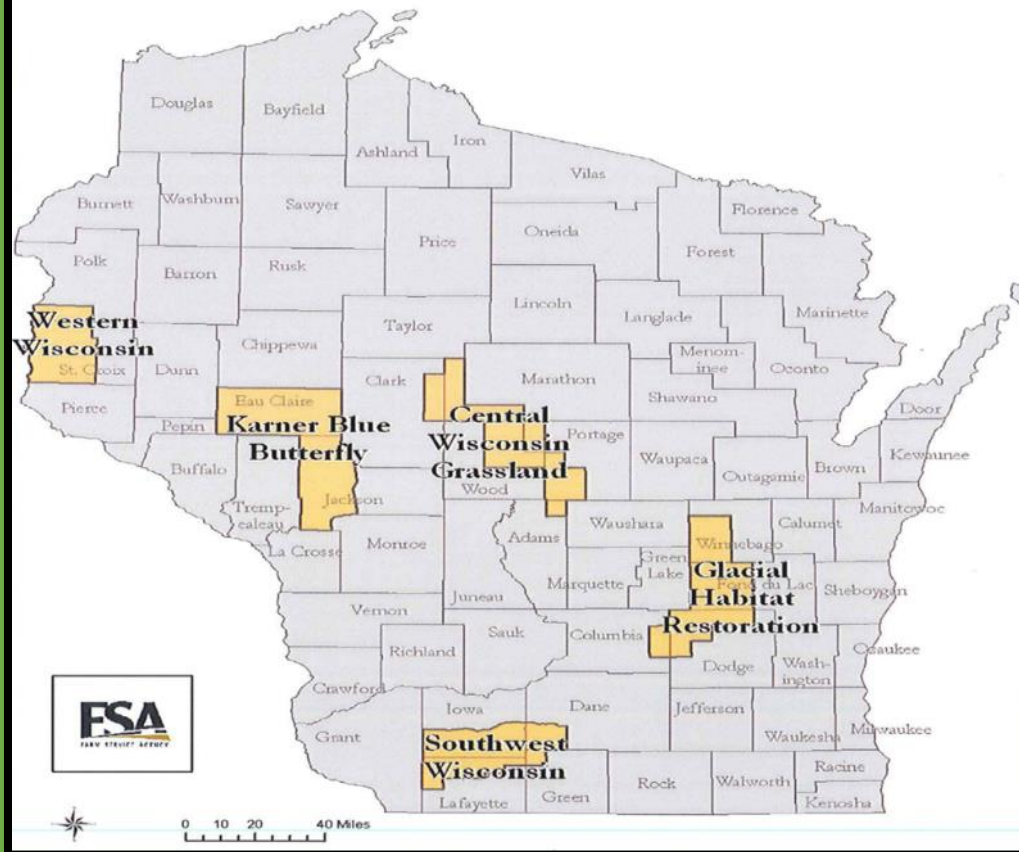 Douglas
Bayfield
Ashland
Iron
Vilas
Burnett
Washburn
Sawyer
Price
Oneida
Florence
Forest
Polk
Barron
Rusk
Lincoln
Langlade
Marinette
Western
Wisconsin
St. Croix
Taylor
Chippewa
Dunn
Clark
Marathon
Menom-
inee
Oconto
Shawano
Pierce
Eau Claire
Karner Blue
Butterfly
Pepin
Central
Wisconsin
Grassland
Portage
Waupaca
Outagamie
Brown
Door
Kewaunee
Buffalo
Tremp-
ealeau
Jackson
Wood
Manitowoc
Adams
Waushara
Winnebago
Calumet
La Crosse
Monroe
Juneau
Marquette
Green
Lake
Glacial
Habitat
Restoration
Fond du Lac
Sheboygan
Vernon
Richland
Sauk
Columbia
Dodge
Wash-
ington
Ozaukee
Crawford
Iowa
Dane
Jefferson
Waukesha
Milwaukee
Grant
Southwest
Wisconsin
Lafayette
Green
Rock
Walworth
Racine
Kenosha
FSA
FARM SERVICE AGENCY
0 10 20 40 Miles